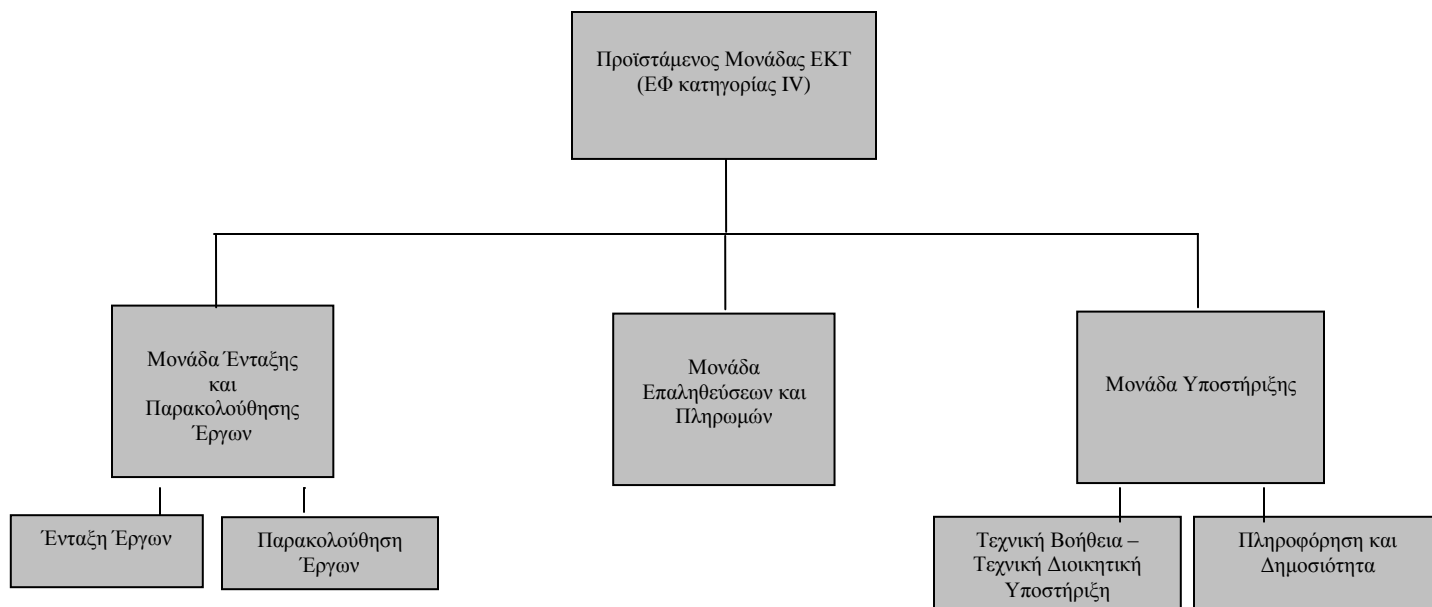 Προϊστάμενος Μονάδας ΕΚΤ
(ΕΦ κατηγορίας IV)
Μονάδα Ένταξης
και
Παρακολούθησης
Έργων
Μονάδα
Επαληθεύσεων και
Πληρωμών
Μονάδα Υποστήριξης
Ένταξη Έργων
Παρακολούθηση
Έργων
Τεχνική Βοήθεια –
Τεχνική Διοικητική
Υποστήριξη
Πληροφόρηση και
Δημοσιότητα